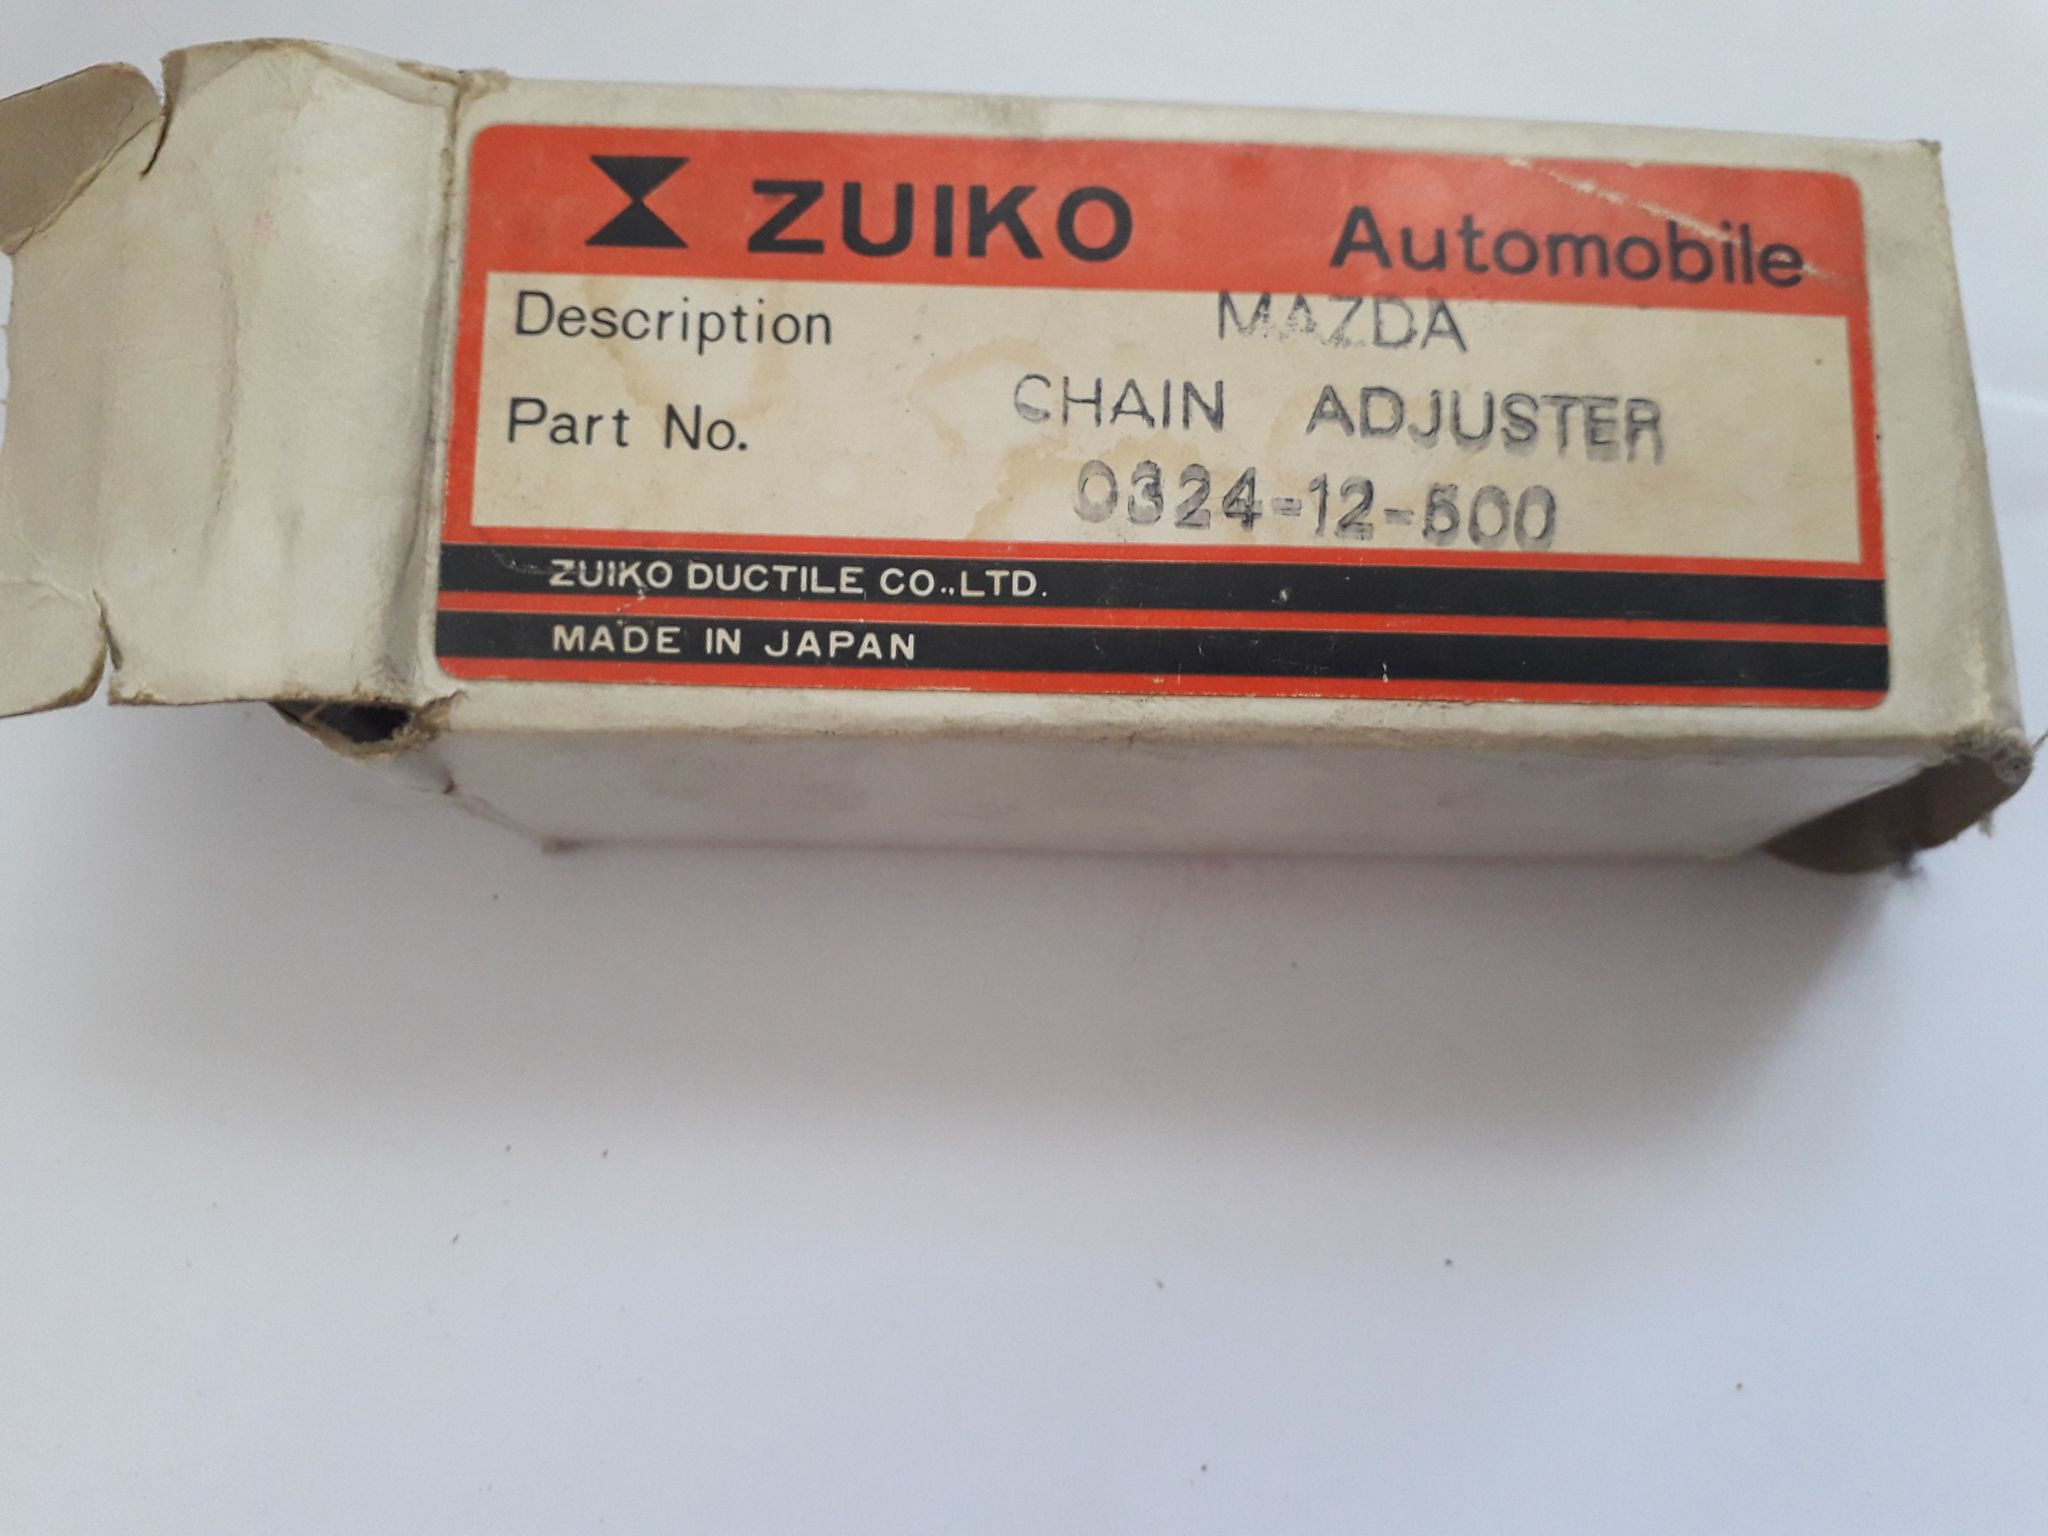 ZUIKO Automobile
Description MAZDA
CHAIN ADJUSTER
Part No. 0324-12-500
ZUIKO DUCTILE CO.,LTD.
MADE IN JAPAN